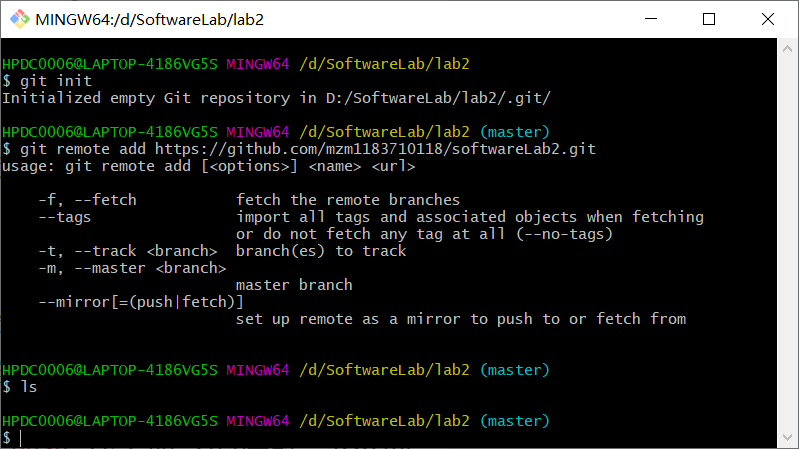 MINGW64:/d/SoftwareLab/lab2
HPDC0006@LAPTOP-4186VG5S MINGW64 /d/SoftwareLab/lab2
$ git init
Initialized empty Git repository in D:/SoftwareLab/lab2/.git/
HPDC0006@LAPTOP-4186VG5S MINGW64 /d/SoftwareLab/lab2 (master)
$ git remote add https://github.com/mzm1183710118/softwareLab2.git
usage: git remote add [<options>] <name> <url>
    -f, --fetch           fetch the remote branches
    --tags                import all tags and associated objects when fetching
                          or do not fetch any tag at all (--no-tags)
    -t, --track <branch>  branch(es) to track
    -m, --master <branch>
                          master branch
    --mirror[=(push|fetch)]
                          set up remote as a mirror to push to or fetch from
HPDC0006@LAPTOP-4186VG5S MINGW64 /d/SoftwareLab/lab2 (master)
$ ls
HPDC0006@LAPTOP-4186VG5S MINGW64 /d/SoftwareLab/lab2 (master)
$